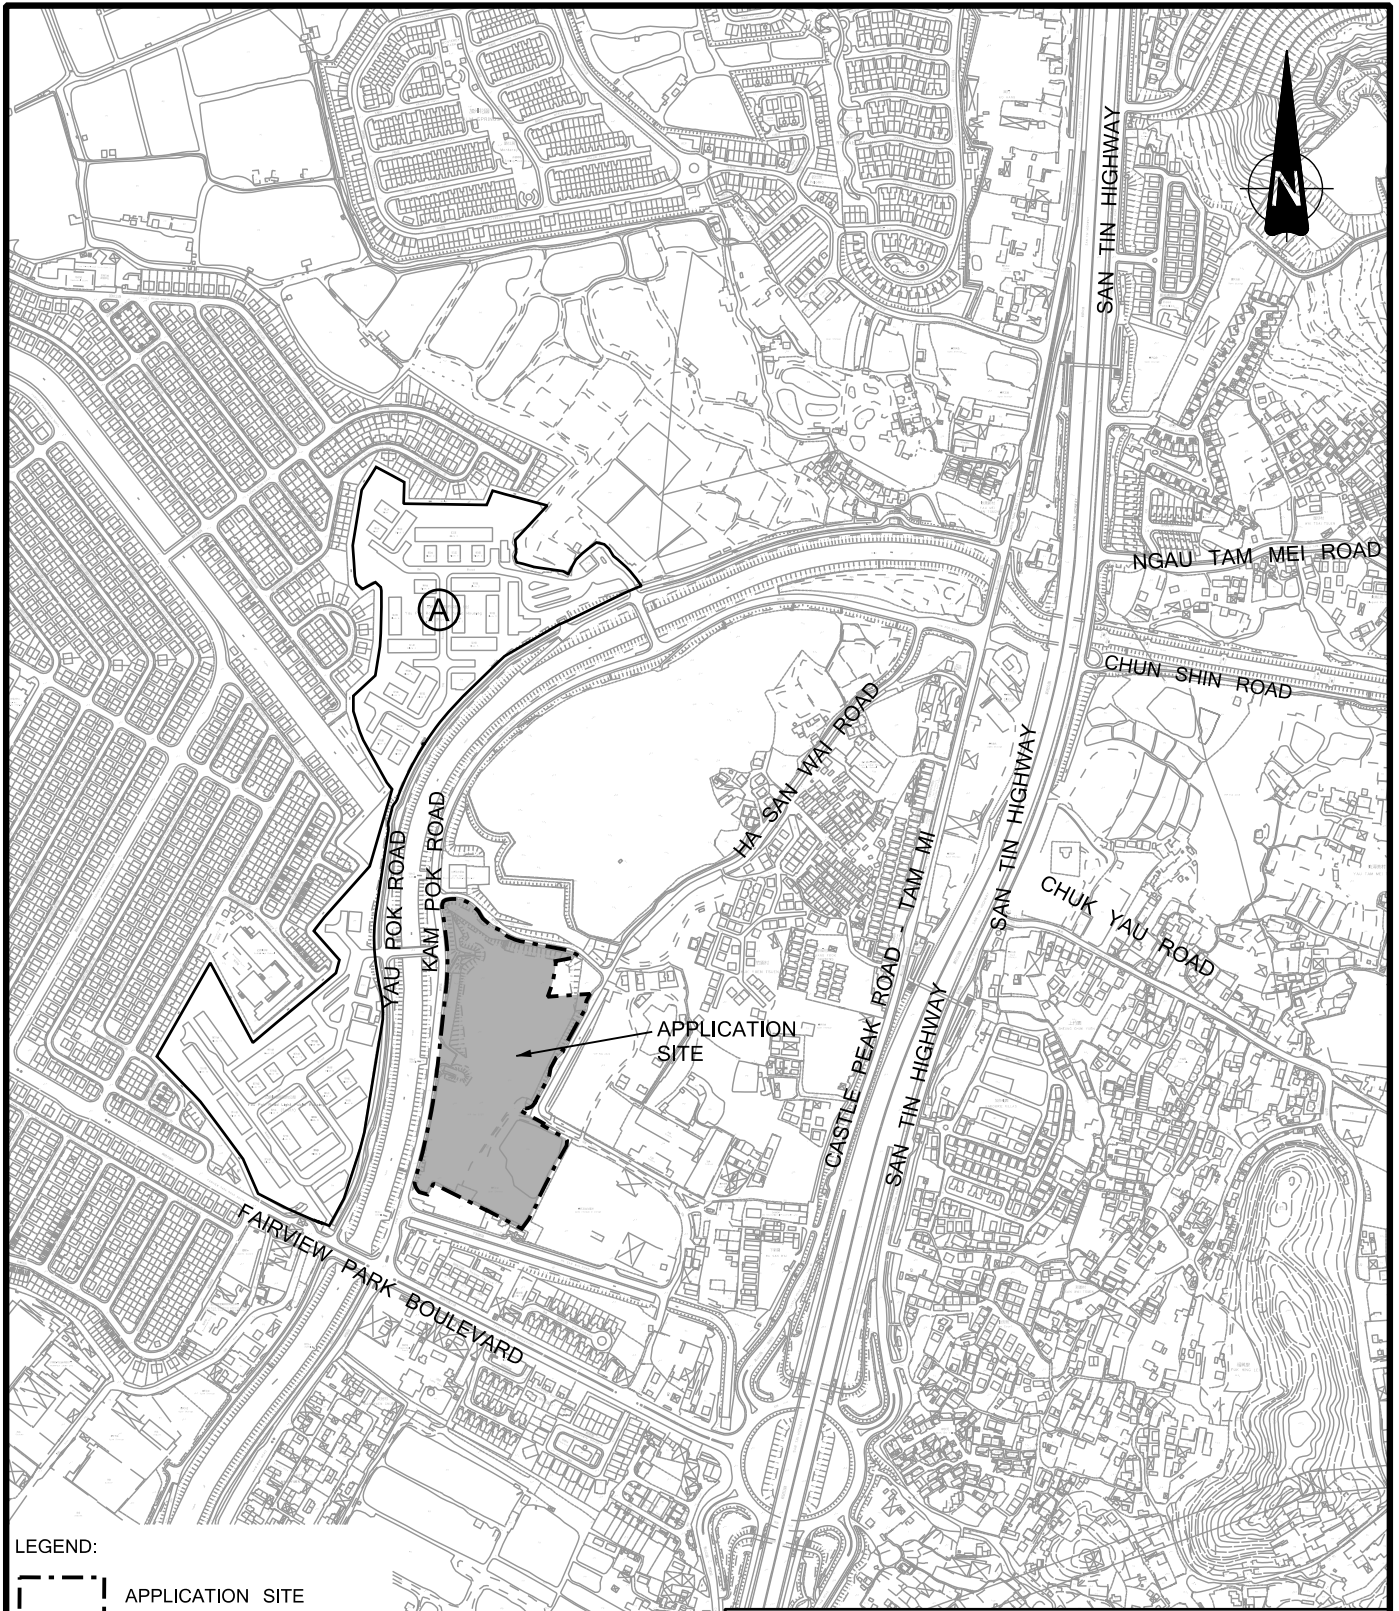 SAN TIN HIGHWAY
N
NGAU TAM MEI ROAD
A
CHUN SHIN ROAD
HA SAN WAI ROAD
SAN TIN HIGHWAY
YAU POK ROAD
KAM POK ROAD
CASTLE PEAK ROAD - TAM MI
CHUK YAU ROAD
SAN TIN HIGHWAY
APPLICATION
SITE
FAIRVIEW PARK BOULEVARD
LEGEND:
APPLICATION SITE